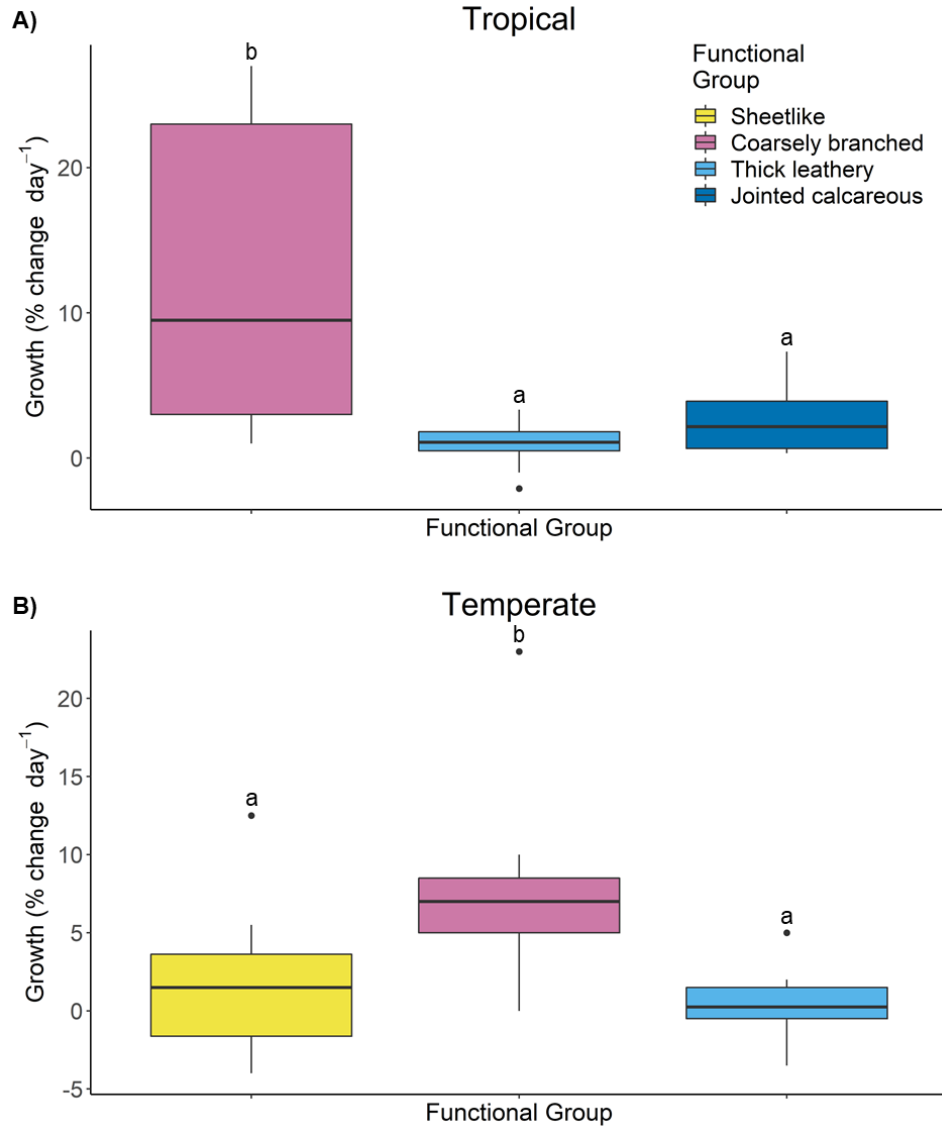 A)
Tropical
b
a
a
Functional
Group
Sheetlike
Coarsely branched
Thick leathery
Jointed calcareous
Growth (% change day⁻¹)
20
10
0
Functional Group
B)
Temperate
b
a
a
Growth (% change day⁻¹)
20
15
10
5
0
-5
Functional Group